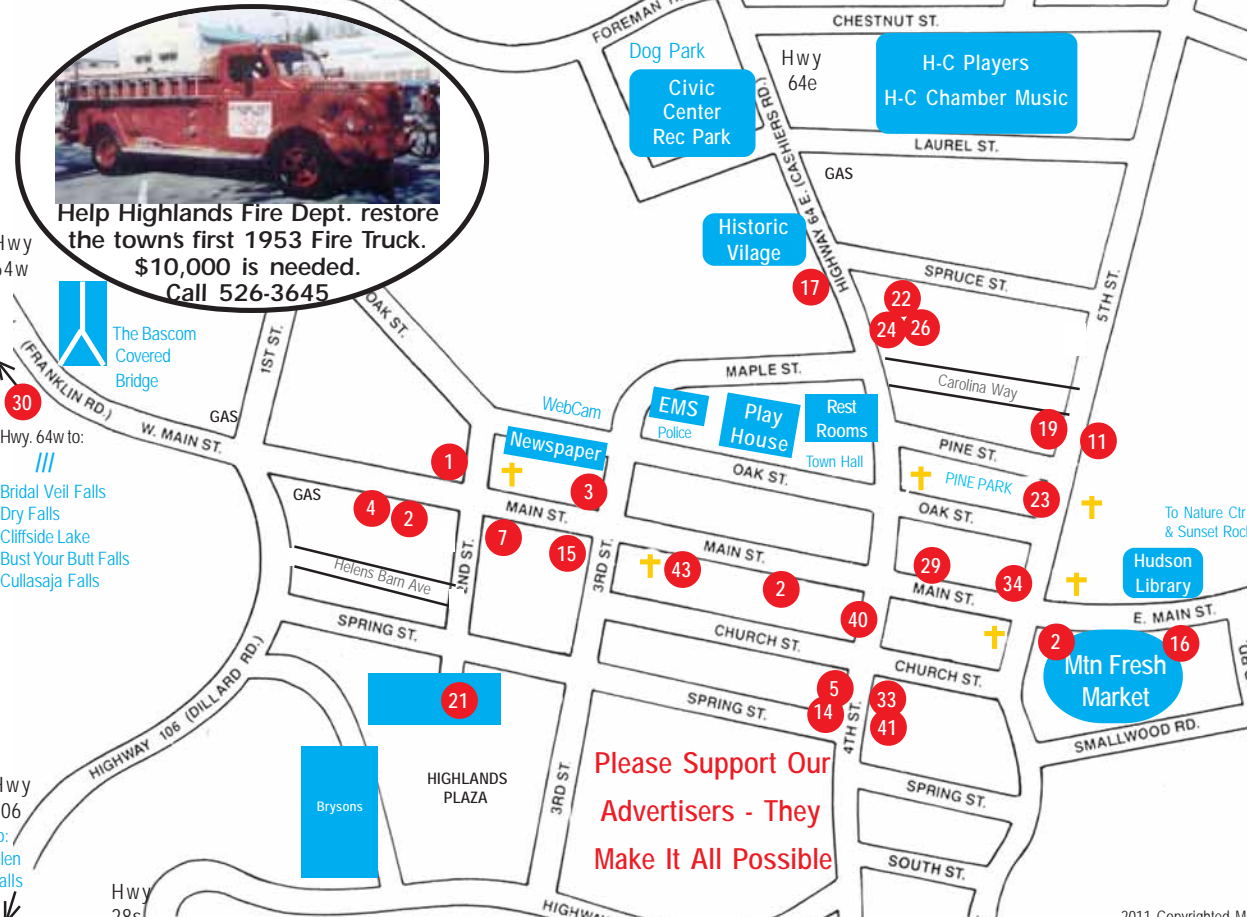 CHESTNUT ST.
FOREMAN
Dog Park
Hwy
64e
H-C Players
H-C Chamber Music
Civic
Center
Rec Park
LAUREL ST.
GAS
HIGHWAY 64 E. (CASHIERS RD.)
Help Highlands Fire Dept. restore
the town's first 1953 Fire Truck.
$10,000 is needed.
Call 526-3645
Historic
Vilage
17
SPRUCE ST.
5TH ST.
22
24
26
Hwy
64w
OAK ST.
1ST ST.
The Bascom
Covered
Bridge
(FRANKLIN RD.)
30
GAS
W. MAIN ST.
Hwy. 64w to:
///
Bridal Veil Falls
Dry Falls
Cliffside Lake
Bust Your Butt Falls
Cullasaja Falls
MAPLE ST.
Carolina Way
WebCam
EMS
Police
Play
House
Rest
Rooms
Town Hall
Newspaper
1
3
19
11
PINE ST.
PINE PARK
23
OAK ST.
OAK ST.
To Nature Ctr
& Sunset Rock
GAS
4
2
MAIN ST.
7
15
2ND ST.
3RD ST.
Helens Barn Ave
MAIN ST.
43
2
29
34
MAIN ST.
Hudson
Library
E. MAIN ST.
40
SPRING ST.
CHURCH ST.
CHURCH ST.
2
16
Mtn Fresh
Market
SMALLWOOD RD.
HIGHWAY 106 (DILLARD RD.)
21
SPRING ST.
5
14
4TH ST.
33
41
Please Support Our
Advertisers - They
Make It All Possible
HIGHLANDS
PLAZA
Brysons
3RD ST.
SPRING ST.
SOUTH ST.
Hwy
28s
2011 Copyrighted